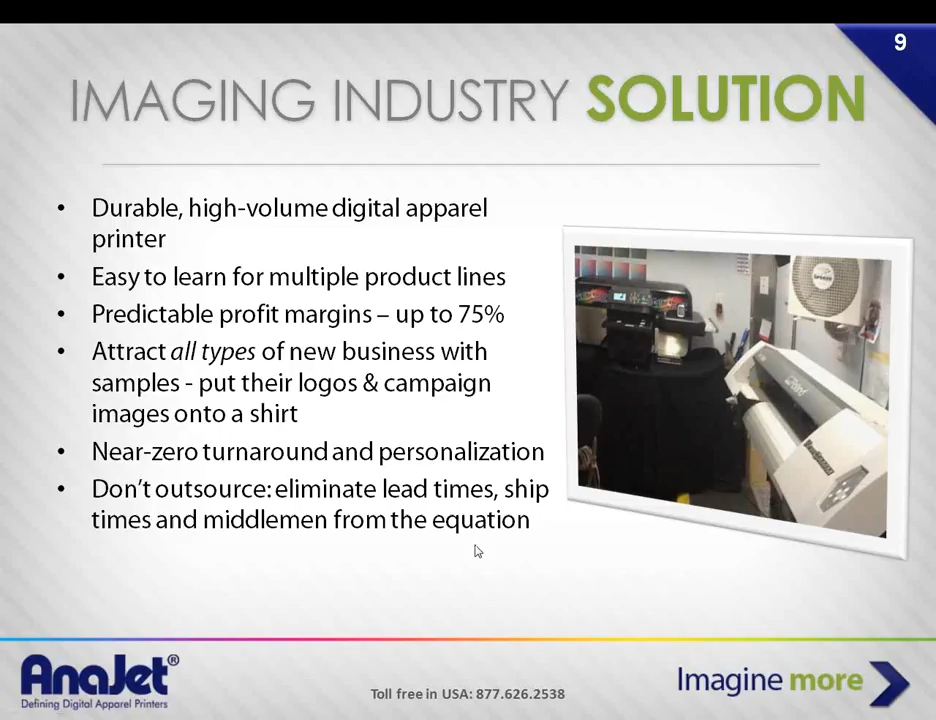 9
IMAGING INDUSTRY SOLUTION
• Durable, high-volume digital apparel
printer
• Easy to learn for multiple product lines
• Predictable profit margins – up to 75%
• Attract all types of new business with
samples - put their logos & campaign
images onto a shirt
• Near-zero turnaround and personalization
• Don’t outsource: eliminate lead times, ship
times and middlemen from the equation
Roland
AnaJet®
Defining Digital Apparel Printers
Toll free in USA: 877.626.2538
Imagine more